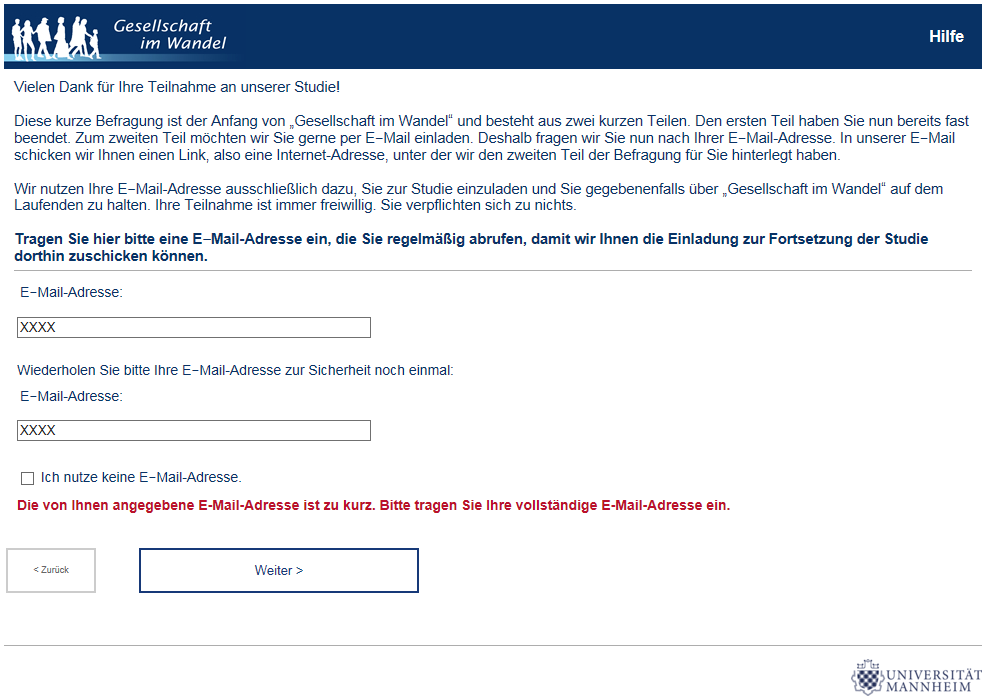 Gesellschaft
im Wandel
Hilfe
Vielen Dank für Ihre Teilnahme an unserer Studie!
Diese kurze Befragung ist der Anfang von „Gesellschaft im Wandel“ und besteht aus zwei kurzen Teilen. Den ersten Teil haben Sie nun bereits fast
beendet. Zum zweiten Teil möchten wir Sie gerne per E−Mail einladen. Deshalb fragen wir Sie nun nach Ihrer E−Mail-Adresse. In unserer E−Mail
schicken wir Ihnen einen Link, also eine Internet-Adresse, unter der wir den zweiten Teil der Befragung für Sie hinterlegt haben.
Wir nutzen Ihre E−Mail-Adresse ausschließlich dazu, Sie zur Studie einzuladen und Sie gegebenenfalls über „Gesellschaft im Wandel“ auf dem
Laufenden zu halten. Ihre Teilnahme ist immer freiwillig. Sie verpflichten sich zu nichts.
Tragen Sie hier bitte eine E−Mail-Adresse ein, die Sie regelmäßig abrufen, damit wir Ihnen die Einladung zur Fortsetzung der Studie
dorthin zuschicken können.
E−Mail-Adresse:
XXXX
Wiederholen Sie bitte Ihre E−Mail-Adresse zur Sicherheit noch einmal:
E−Mail-Adresse:
XXXX
Ich nutze keine E−Mail-Adresse.
Die von Ihnen angegebene E-Mail-Adresse ist zu kurz. Bitte tragen Sie Ihre vollständige E-Mail-Adresse ein.
< Zurück
Weiter >
UNIVERSITÄT
MANNHEIM